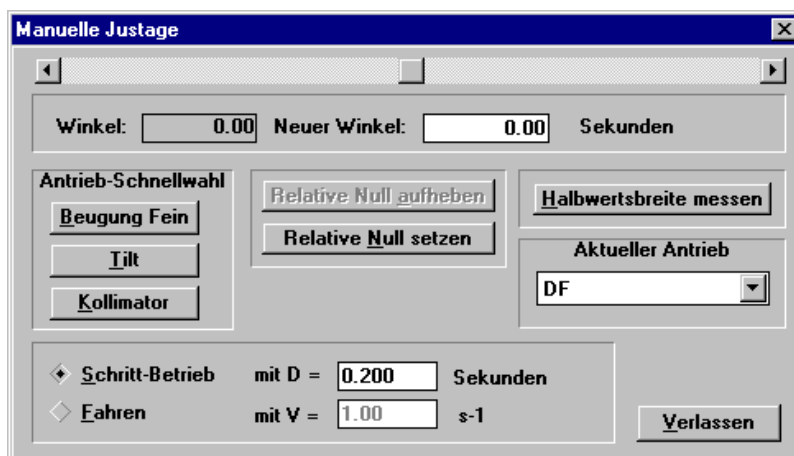 Manuelle Justage
Winkel: 0.00 Neuer Winkel: 0.00 Sekunden
Antrieb-Schnellwahl
Beugung Fein
Tilt
Kollimator
Relative Null aufheben
Relative Null setzen
Halbwertsbreite messen
Aktueller Antrieb
DF
Schritt-Betrieb mit D = 0.200 Sekunden
Fahren mit V = 1.00 s-1
Verlassen